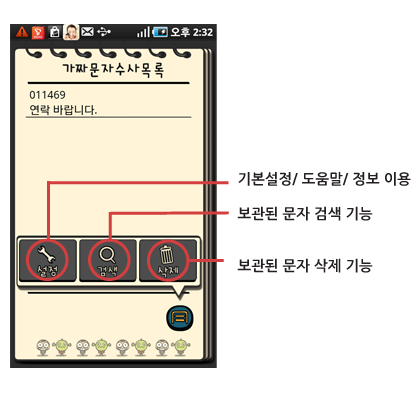 오후 2:32
가짜문자수사목록
011469
연락 바랍니다.
기본설정/ 도움말/ 정보 이용
보관된 문자 검색 기능
설정
검색
삭제
보관된 문자 삭제 기능